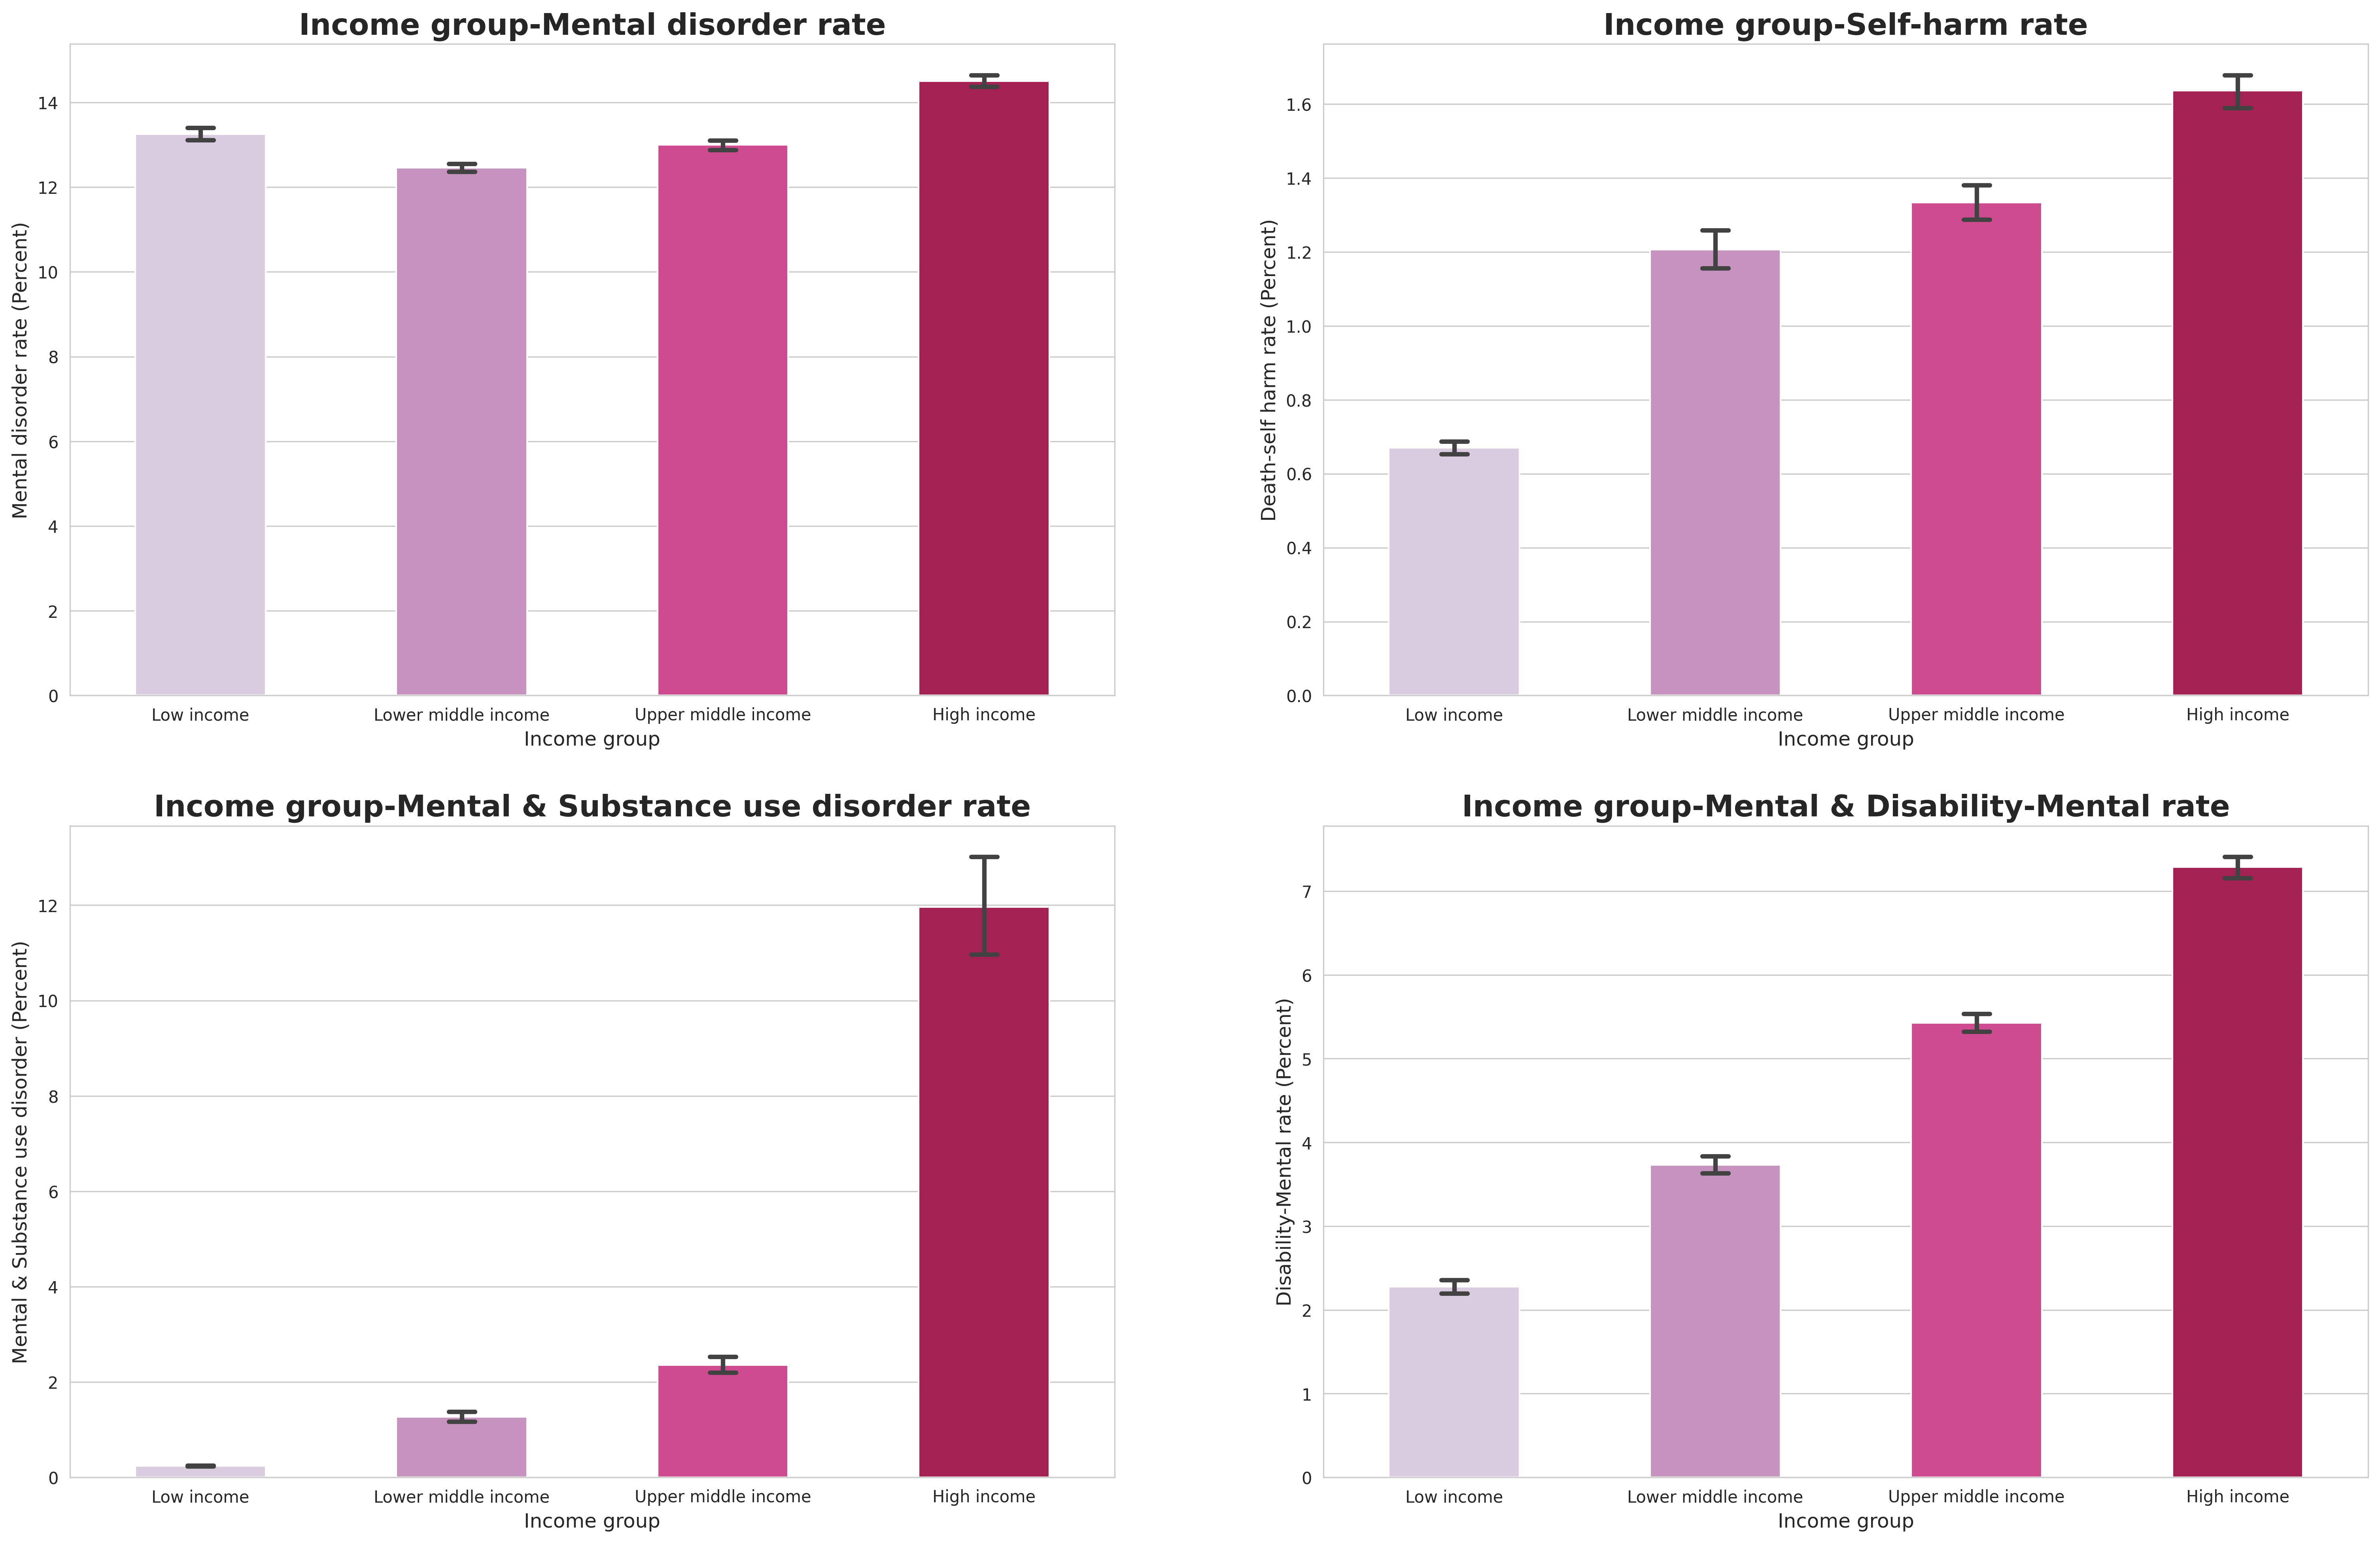 Income group-Mental disorder rate
Mental disorder rate (Percent)
14
12
10
8
6
4
2
0
Low income
Lower middle income
Upper middle income
High income
Income group
Income group-Self-harm rate
Death-self harm rate (Percent)
1.6
1.4
1.2
1.0
0.8
0.6
0.4
0.2
0.0
Low income
Lower middle income
Upper middle income
High income
Income group
Income group-Mental & Substance use disorder rate
Mental & Substance use disorder (Percent)
12
10
8
6
4
2
0
Low income
Lower middle income
Upper middle income
High income
Income group
Income group-Mental & Disability-Mental rate
Disability-Mental rate (Percent)
7
6
5
4
3
2
1
0
Low income
Lower middle income
Upper middle income
High income
Income group